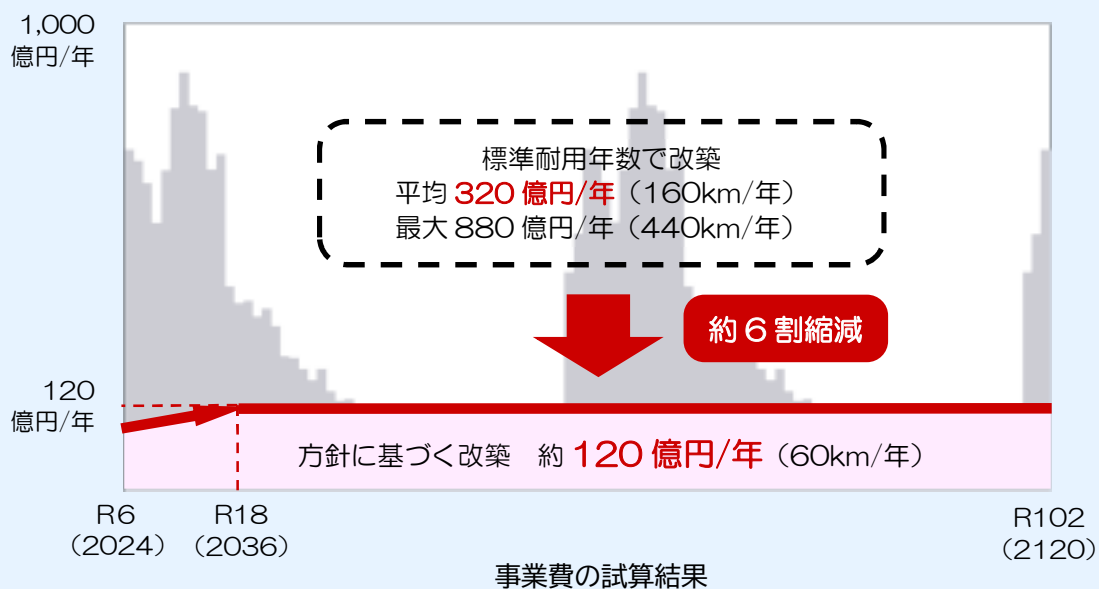 1,000
億円/年
標準耐用年数で改築
平均 320 億円/年（160km/年）
最大 880 億円/年（440km/年）
約 6 割縮減
120
億円/年
方針に基づく改築　約 120 億円/年（60km/年）
R6
（2024）
R18
（2036）
R102
（2120）
事業費の試算結果